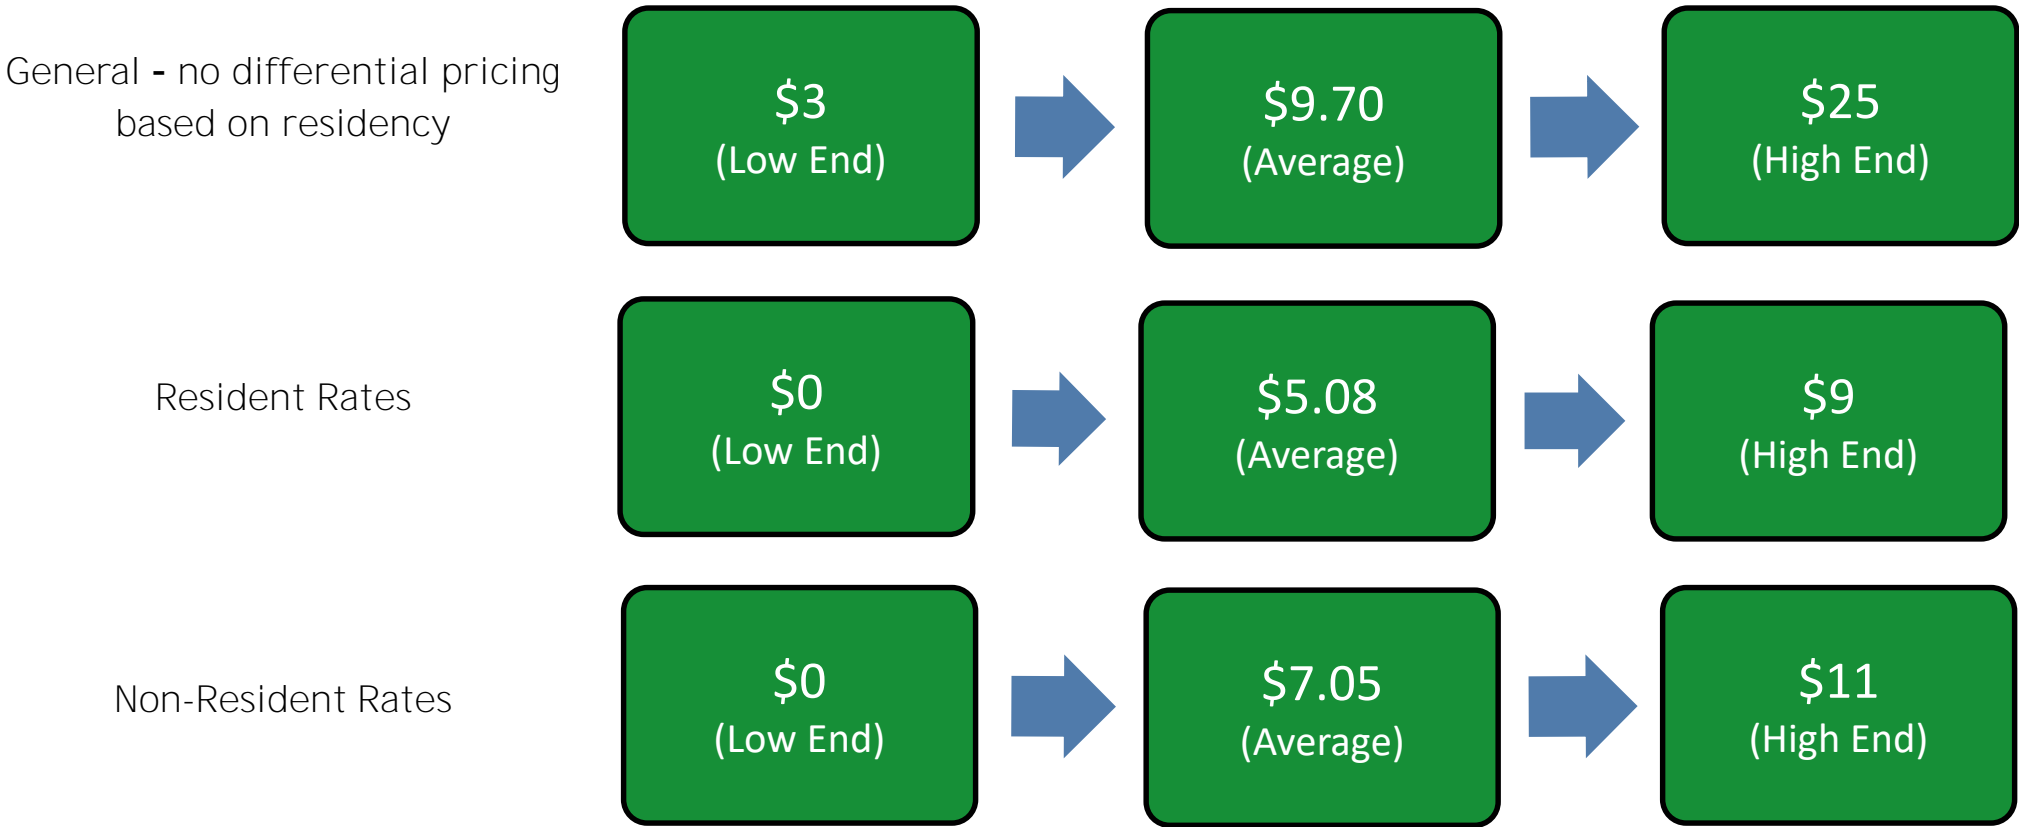 General - no differential pricing
based on residency
$3
(Low End)
$9.70
(Average)
$25
(High End)
Resident Rates
$0
(Low End)
$5.08
(Average)
$9
(High End)
Non-Resident Rates
$0
(Low End)
$7.05
(Average)
$11
(High End)